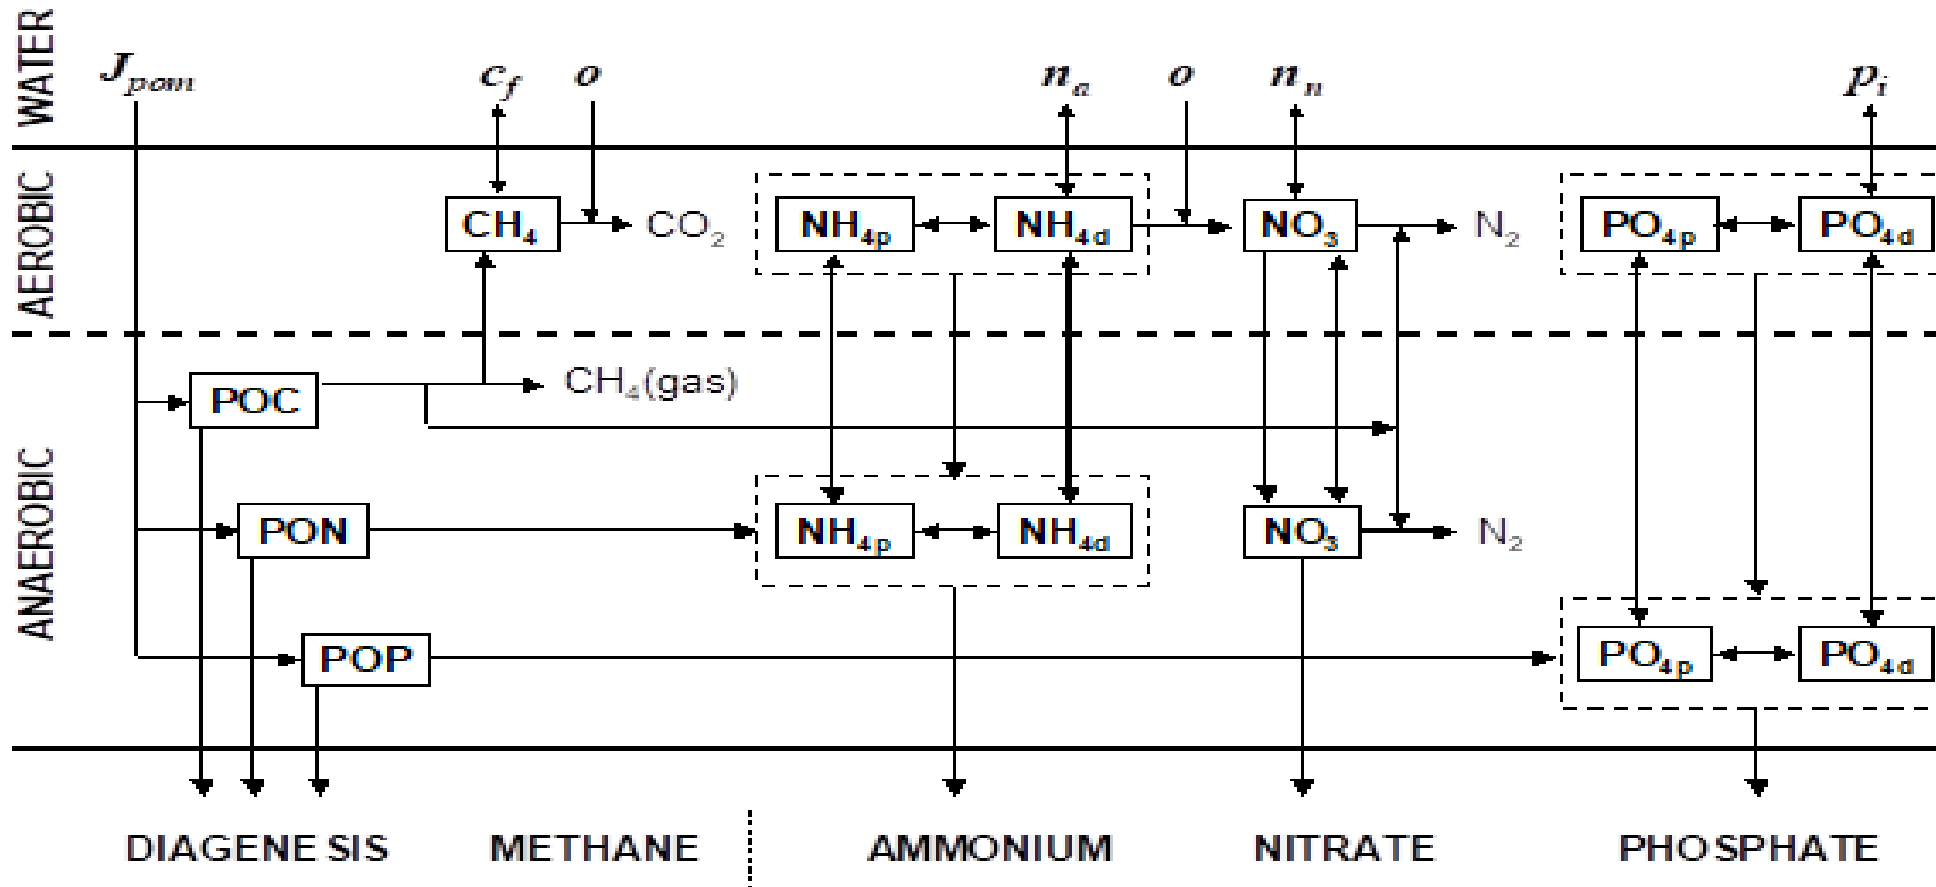 WATER
J_pom c_f o n_a o n_n p_i
AEROBIC
CH₄ CO₂ NH₄p NH₄d NO₃ N₂ PO₄p PO₄d
ANAEROBIC
POC CH₄(gas)
PON NH₄p NH₄d NO₃ N₂
POP PO₄p PO₄d
DIAGENESIS METHANE AMMONIUM NITRATE PHOSPHATE